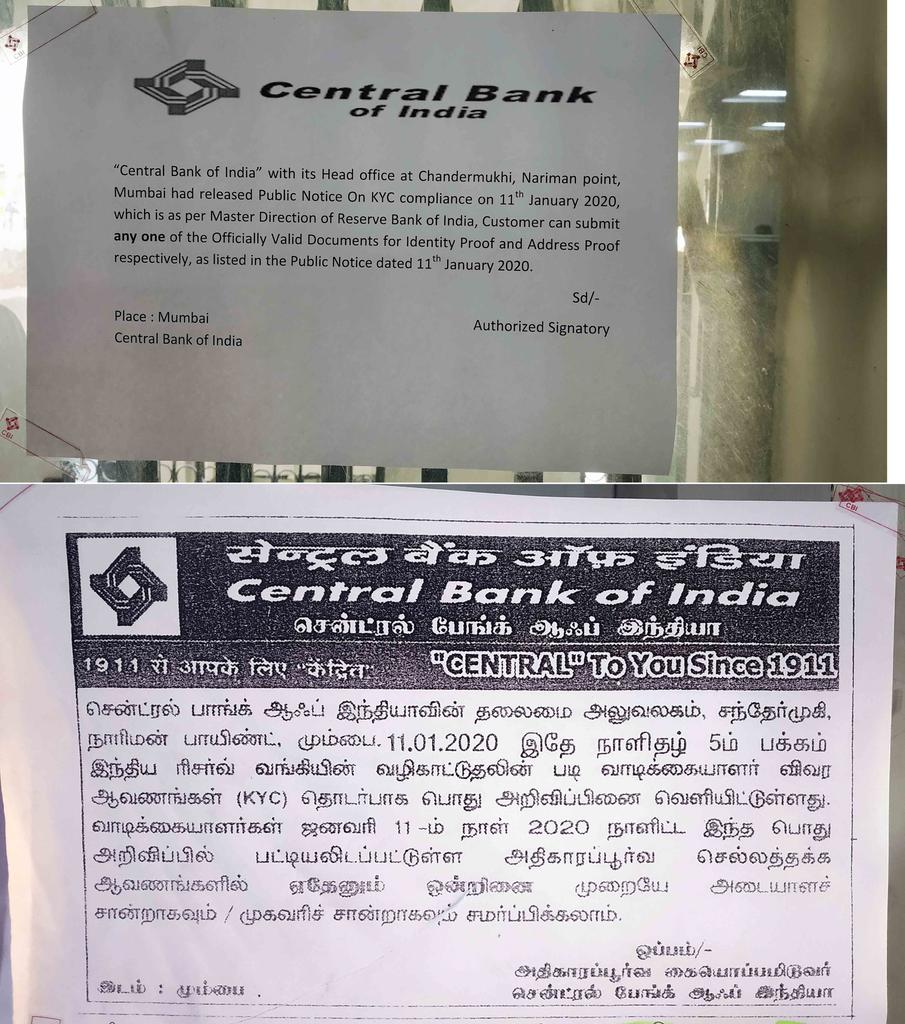 Central Bank
of India
“Central Bank of India” with its Head office at Chandermukhi, Nariman point,
Mumbai had released Public Notice On KYC compliance on 11th January 2020,
which is as per Master Direction of Reserve Bank of India, Customer can submit
any one of the Officially Valid Documents for Identity Proof and Address Proof
respectively, as listed in the Public Notice dated 11th January 2020.
Sd/-
Place : Mumbai
Authorized Signatory
Central Bank of India
CBI
CBI
CBI
CBI
सेन्ट्रल बैंक ऑफ़ इंडिया
Central Bank of India
சென்ட்ரல் பேங்க் ஆஃப் இந்தியா
1911 से आपके लिए “केंद्रित” "CENTRAL" To You Since 1911
சென்ட்ரல் பாங்க் ஆஃப் இந்தியாவின் தலைமை அலுவலகம், சந்தேர்முகி,
நாரிமன் பாயிண்ட், மும்பை. 11.01.2020 இதே நாளிதழ் 5ம் பக்கம்
இந்திய ரிசர்வ் வங்கியின் வழிகாட்டுதலின் படி வாடிக்கையாளர் விவர
ஆவணங்கள் (KYC) தொடர்பாக பொது அறிவிப்பினை வெளியிட்டுள்ளது.
வாடிக்கையாளர்கள் ஜனவரி 11-ம் நாள் 2020 நாளிட்ட இந்த பொது
அறிவிப்பில் பட்டியலிடப்பட்டுள்ள அதிகாரப்பூர்வ செல்லத்தக்க
ஆவணங்களில் ஏதேனும் ஒன்றினை முறையே அடையாளச்
சான்றாகவும் / முகவரிச் சான்றாகவும் சமர்ப்பிக்கலாம்.
ஒப்பம்/-
அதிகாரப்பூர்வ கையொப்பமிடுவர்
இடம் : மும்பை சென்ட்ரல் பேங்க் ஆஃப் இந்தியா